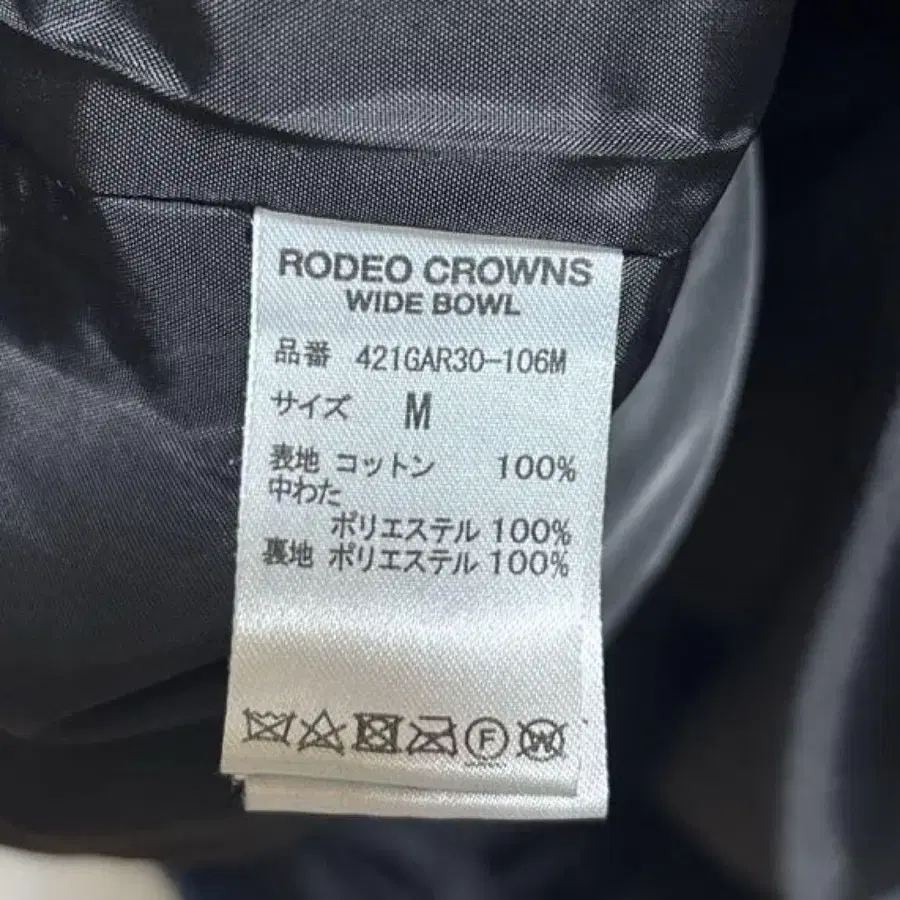 RODEO CROWNS
WIDE BOWL
品番 421GAR30-106M
サイズ M
表地 コットン 100%
中わた
ポリエステル 100%
裏地 ポリエステル 100%
F
W